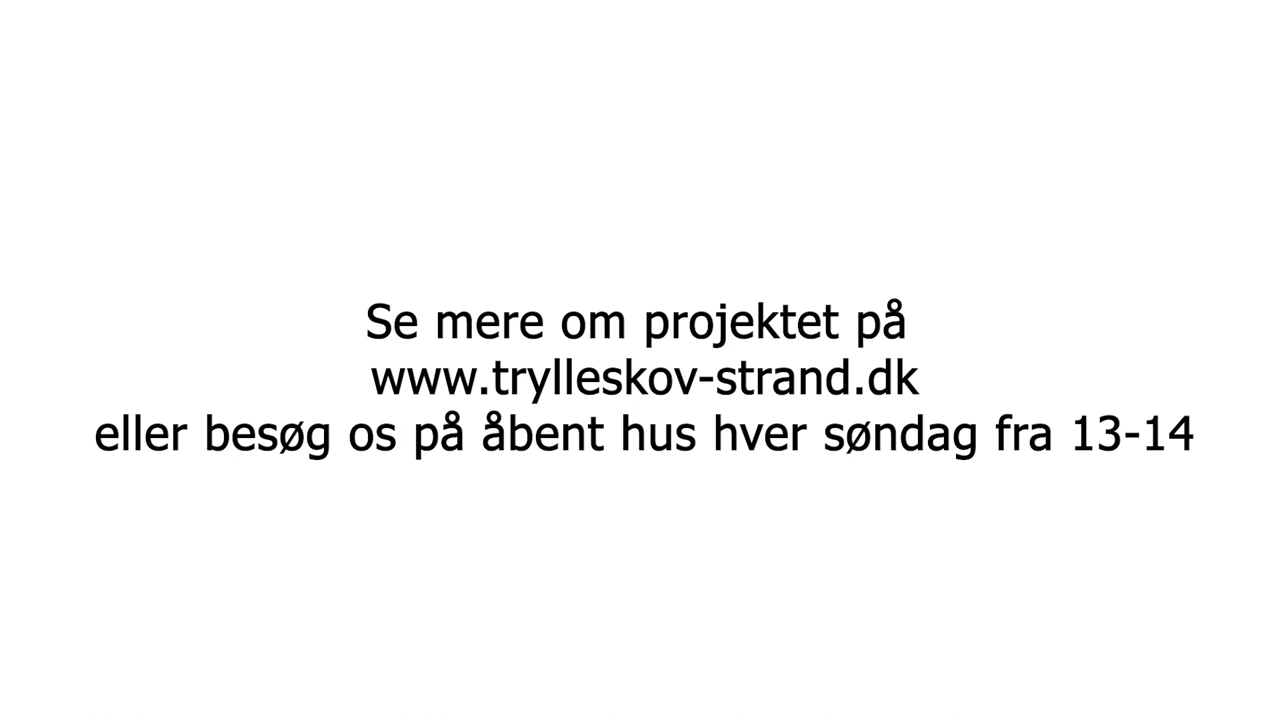 Se mere om projektet på
www.trylleskov-strand.dk
eller besøg os på åbent hus hver søndag fra 13-14